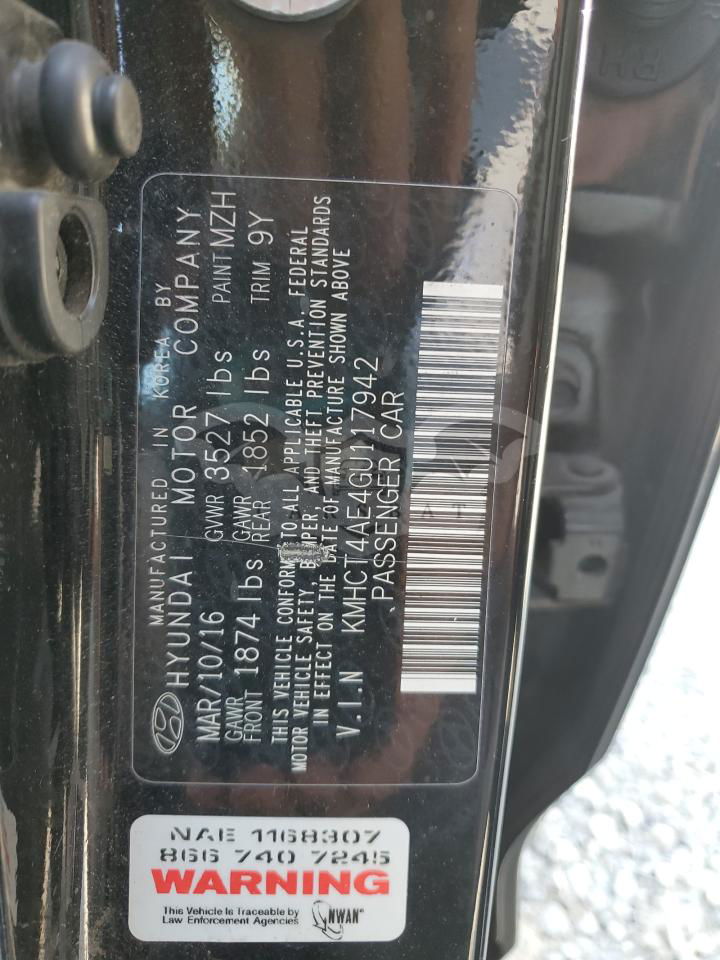 MANUFACTURED IN KOREA BY
HYUNDAI MOTOR COMPANY
MAR/10/16 GVWR 3527 lbs PAINT MZH
GAWR FRONT 1874 lbs GAWR REAR 1852 lbs TRIM 9Y
THIS VEHICLE CONFORMS TO ALL APPLICABLE U.S.A. FEDERAL
MOTOR VEHICLE SAFETY, BUMPER, AND THEFT PREVENTION STANDARDS
IN EFFECT ON THE DATE OF MANUFACTURE SHOWN ABOVE
V.I.N KMHCT4AE4GU117942
PASSENGER CAR
NAE 1168307
866 740 7245
WARNING
This Vehicle is Traceable by
Law Enforcement Agencies
NWAN
RH